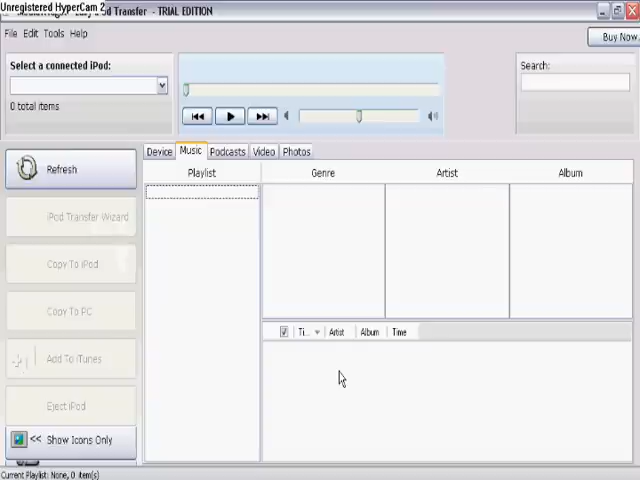 Unregistered HyperCam 2
Transfer - TRIAL EDITION
File Edit Tools Help
Buy Now
Select a connected iPod:
Search:
0 total items
Device Music Podcasts Video Photos
Refresh
Playlist Genre Artist Album
iPod Transfer Wizard
Copy To iPod
Copy To PC
Ti... Artist Album Time
Add To iTunes
Eject iPod
<< Show Icons Only
Current Playlist: None, 0 item(s)